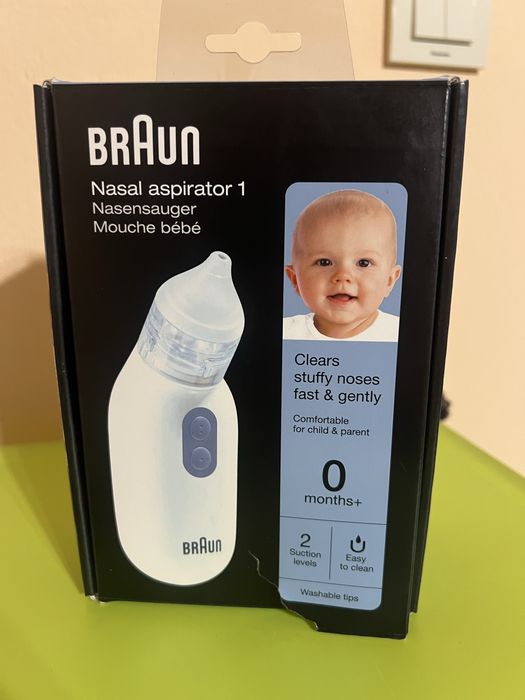 BRAUN
Nasal aspirator 1
Nasensauger
Mouche bébé
Clears
stuffy noses
fast & gently
Comfortable
for child & parent
0
months+
2
Suction
levels
Easy
to clean
Washable tips
BRAUN